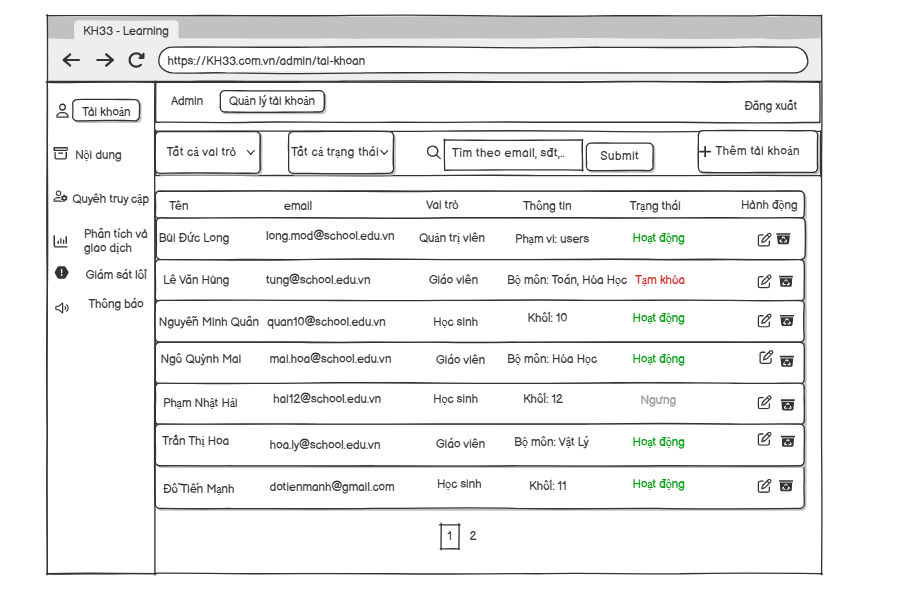 KH33 - Learning
https://KH33.com.vn/admin/tai-khoan
Tài khoản
Nội dung
Quyền truy cập
Phân tích và
giao dịch
Giám sát lỗi
Thông báo
Admin Quản lý tài khoản Đăng xuất
Tất cả vai trò Tất cả trạng thái Tìm theo email, sđt,.. Submit + Thêm tài khoản
Tên email Vai trò Thông tin Trạng thái Hành động
Bùi Đức Long long.mod@school.edu.vn Quản trị viên Phạm vi: users Hoạt động
Lê Văn Hùng tung@school.edu.vn Giáo viên Bộ môn: Toán, Hóa Học Tạm khóa
Nguyễn Minh Quân quan10@school.edu.vn Học sinh Khối: 10 Hoạt động
Ngô Quỳnh Mai mai.hoa@school.edu.vn Giáo viên Bộ môn: Hóa Học Hoạt động
Phạm Nhật Hải hai12@school.edu.vn Học sinh Khối: 12 Ngưng
Trần Thị Hoa hoa.ly@school.edu.vn Giáo viên Bộ môn: Vật Lý Hoạt động
Đỗ Tiến Mạnh dotienmanh@gmail.com Học sinh Khối: 11 Hoạt động
1 2